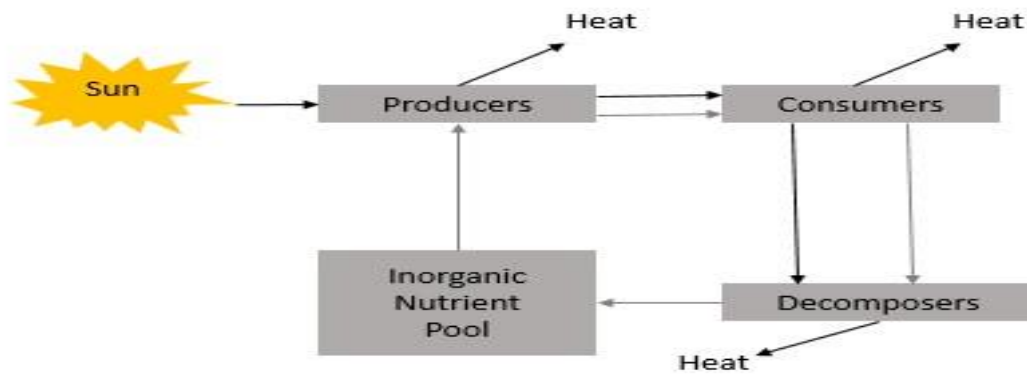 Heat
Heat
Sun
Producers
Consumers
Inorganic
Nutrient
Pool
Decomposers
Heat